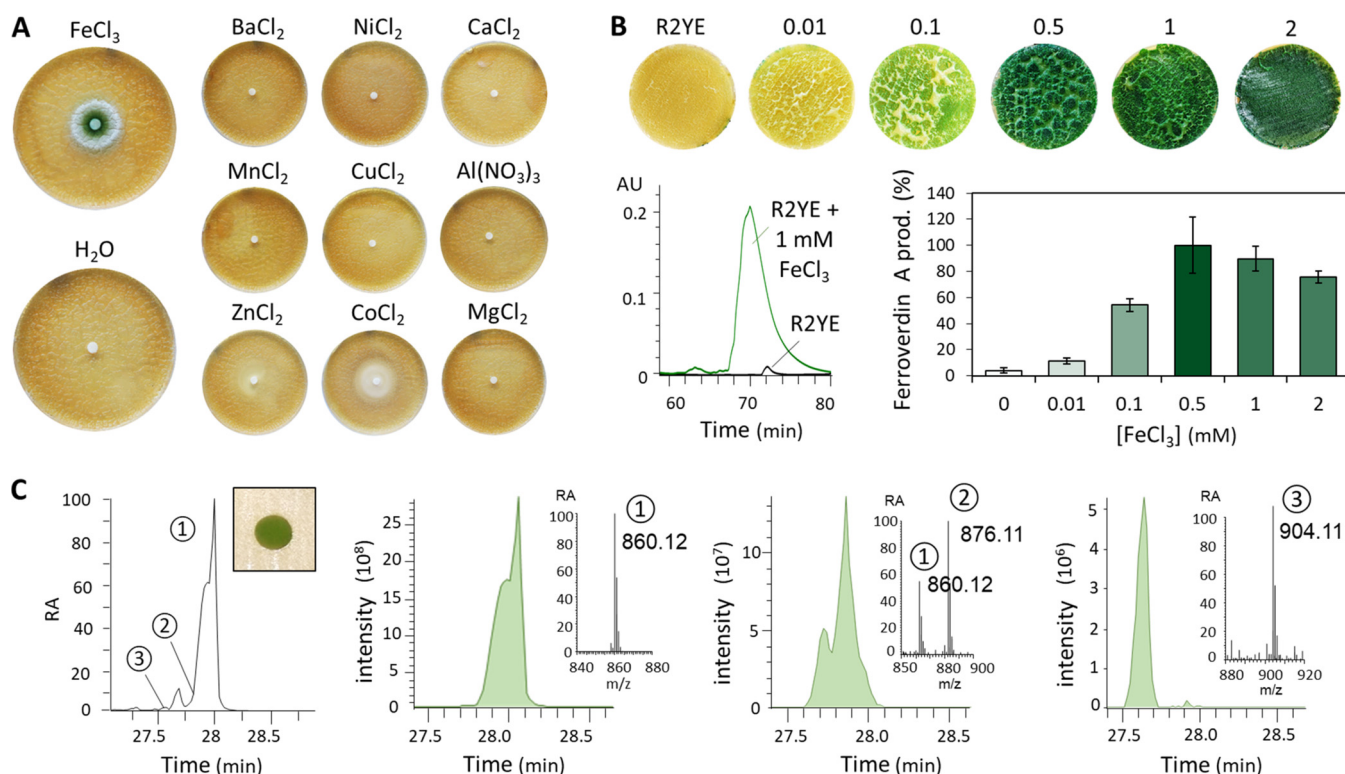 A
FeCl3
BaCl2
NiCl2
CaCl2
MnCl2
CuCl2
Al(NO3)3
H2O
ZnCl2
CoCl2
MgCl2
B
R2YE
0.01
0.1
0.5
1
2
AU
0.2
0.1
0
R2YE +
1 mM
FeCl3
R2YE
60
70
80
Time (min)
Ferroverdin A prod. (%)
140
120
100
80
60
40
20
0
0
0.01
0.1
0.5
1
2
[FeCl3] (mM)
C
RA
100
80
60
40
20
0
①
②
③
27.5
28
28.5
Time (min)
intensity (10^8)
25
20
15
10
5
0
27.5
28.0
28.5
Time (min)
RA
100
80
60
40
20
0
①
860.12
840
860
880
m/z
intensity (10^7)
10
5
0
27.5
28.0
28.5
Time (min)
RA
100
80
60
40
20
0
①
860.12
②
876.11
850
880
900
m/z
intensity (10^6)
5
4
3
2
1
0
27.5
28.0
28.5
Time (min)
RA
100
80
60
40
20
0
③
904.11
880
900
920
m/z